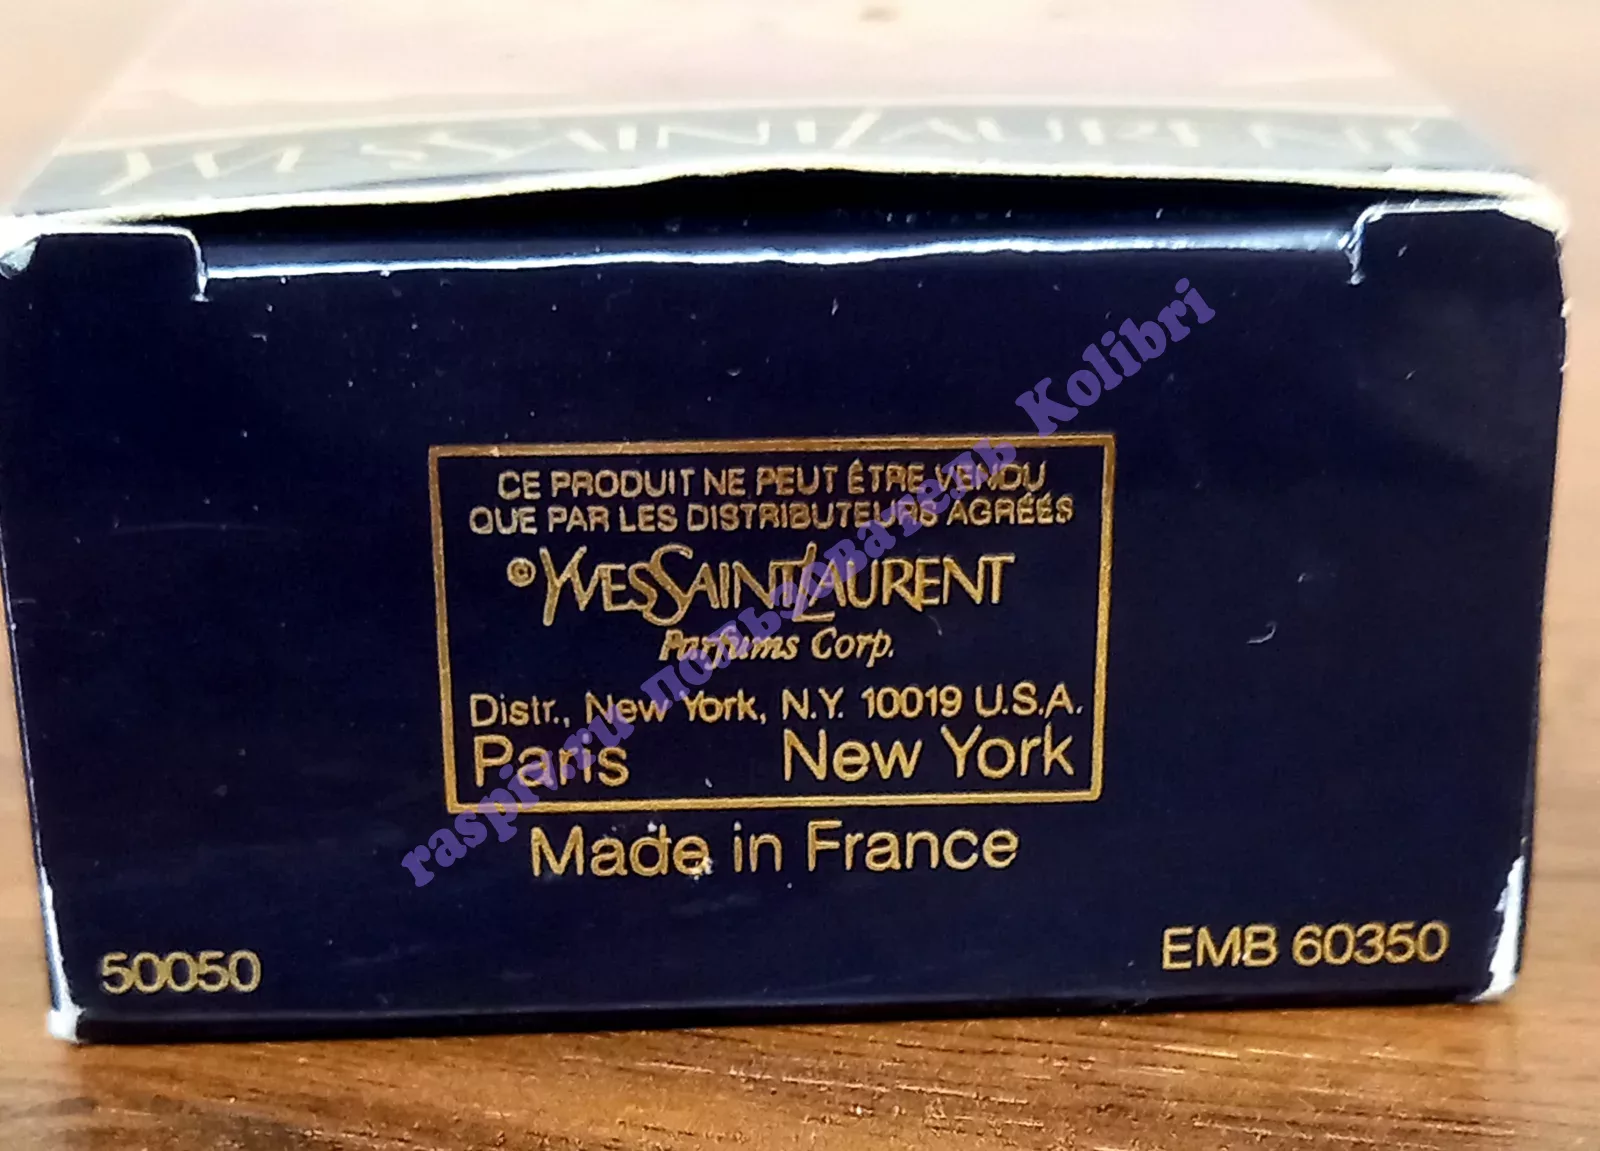 YVESSAINTLAURENT
CE PRODUIT NE PEUT ÊTRE VENDU
QUE PAR LES DISTRIBUTEURS AGRÉÉS
©YVESSAINTLAURENT
Parfums Corp.
Distr., New York, N.Y. 10019 U.S.A.
Paris New York
Made in France
50050
EMB 60350
raspiv.ru пользователь Kolibri